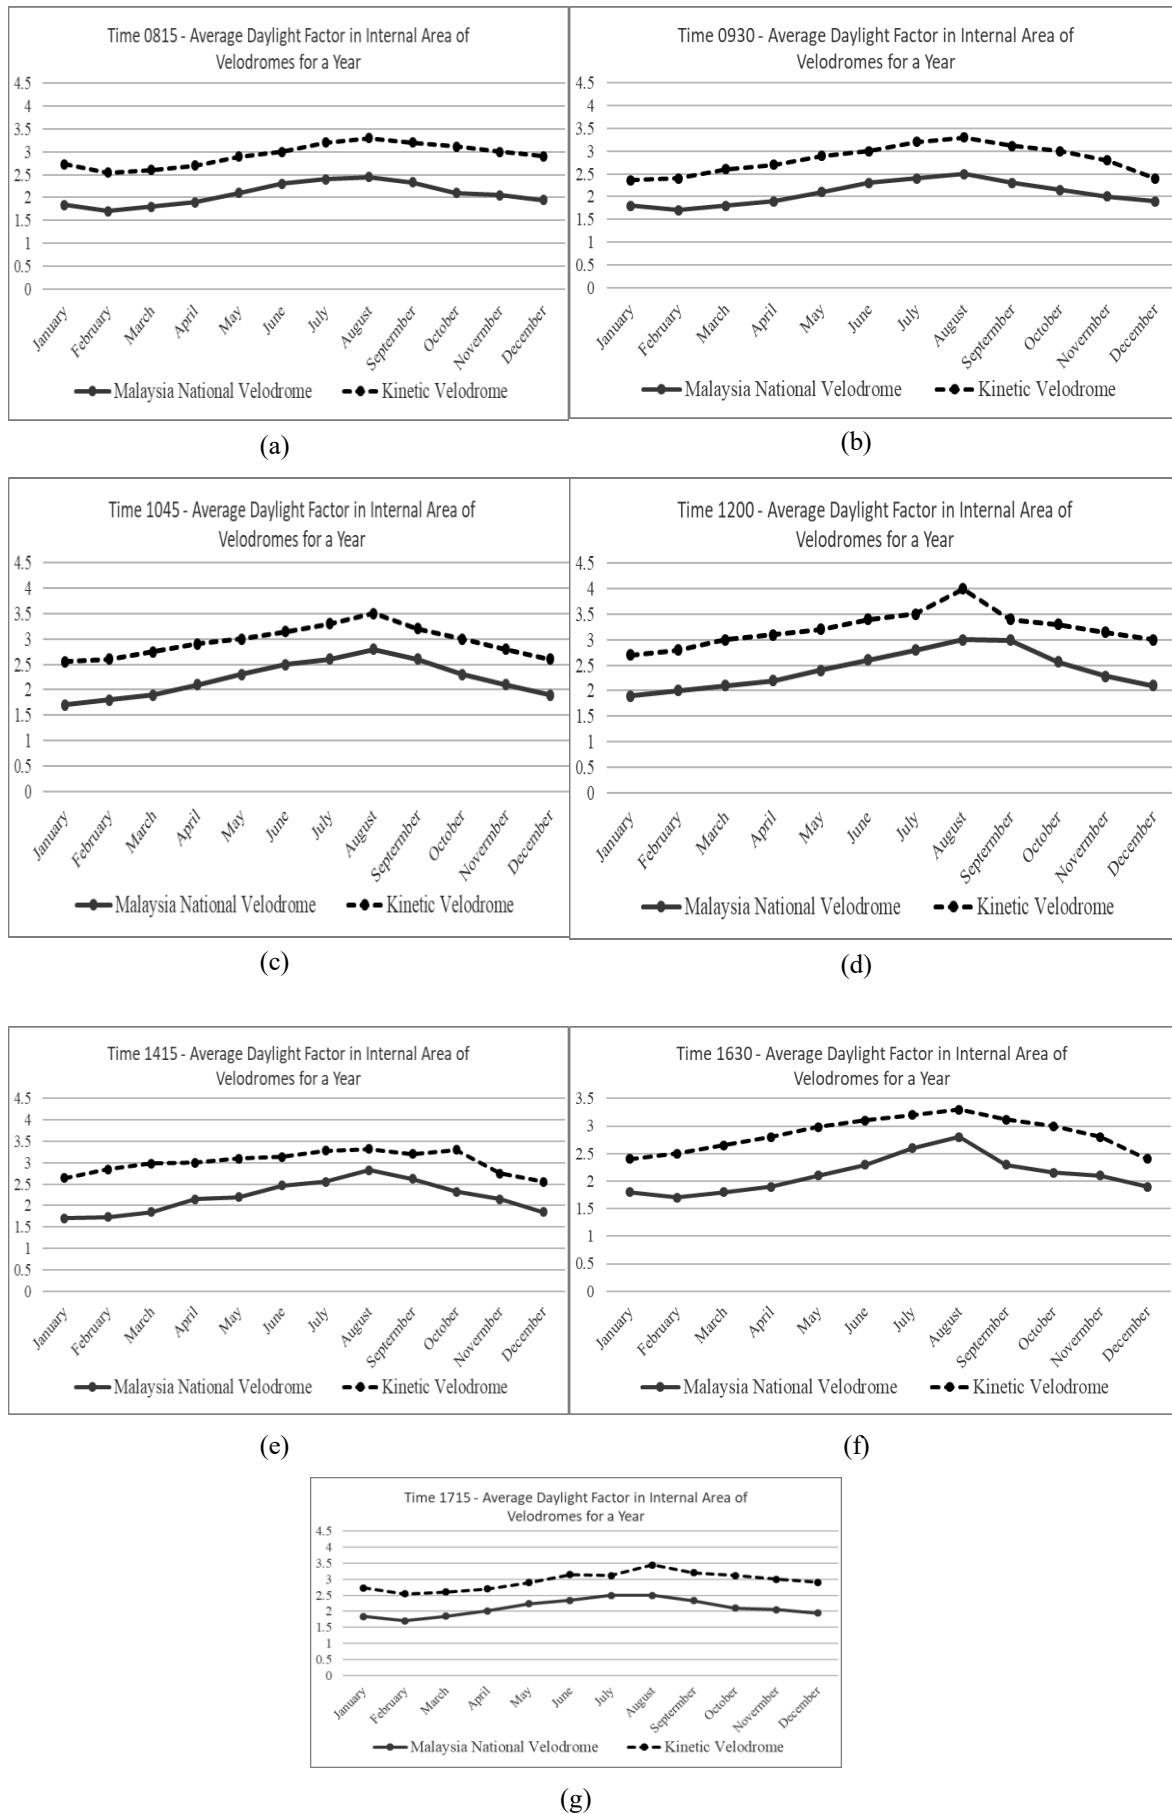 Time 0815 - Average Daylight Factor in Internal Area of
Velodromes for a Year
4.5
4
3.5
3
2.5
2
1.5
1
0.5
0
January
February
March
April
May
June
July
August
Septermber
October
Novermber
December
Malaysia National Velodrome
Kinetic Velodrome
(a)
Time 0930 - Average Daylight Factor in Internal Area of
Velodromes for a Year
4.5
4
3.5
3
2.5
2
1.5
1
0.5
0
January
February
March
April
May
June
July
August
Septermber
October
Novermber
December
Malaysia National Velodrome
Kinetic Velodrome
(b)
Time 1045 - Average Daylight Factor in Internal Area of
Velodromes for a Year
4.5
4
3.5
3
2.5
2
1.5
1
0.5
0
January
February
March
April
May
June
July
August
Septermber
October
Novermber
December
Malaysia National Velodrome
Kinetic Velodrome
(c)
Time 1200 - Average Daylight Factor in Internal Area of
Velodromes for a Year
4.5
4
3.5
3
2.5
2
1.5
1
0.5
0
January
February
March
April
May
June
July
August
Septermber
October
Novermber
December
Malaysia National Velodrome
Kinetic Velodrome
(d)
Time 1415 - Average Daylight Factor in Internal Area of
Velodromes for a Year
4.5
4
3.5
3
2.5
2
1.5
1
0.5
0
January
February
March
April
May
June
July
August
Septermber
October
Novermber
December
Malaysia National Velodrome
Kinetic Velodrome
(e)
Time 1630 - Average Daylight Factor in Internal Area of
Velodromes for a Year
3.5
3
2.5
2
1.5
1
0.5
0
January
February
March
April
May
June
July
August
Septermber
October
Novermber
December
Malaysia National Velodrome
Kinetic Velodrome
(f)
Time 1715 - Average Daylight Factor in Internal Area of
Velodromes for a Year
4.5
4
3.5
3
2.5
2
1.5
1
0.5
0
January
February
March
April
May
June
July
August
Septermber
October
Novermber
December
Malaysia National Velodrome
Kinetic Velodrome
(g)